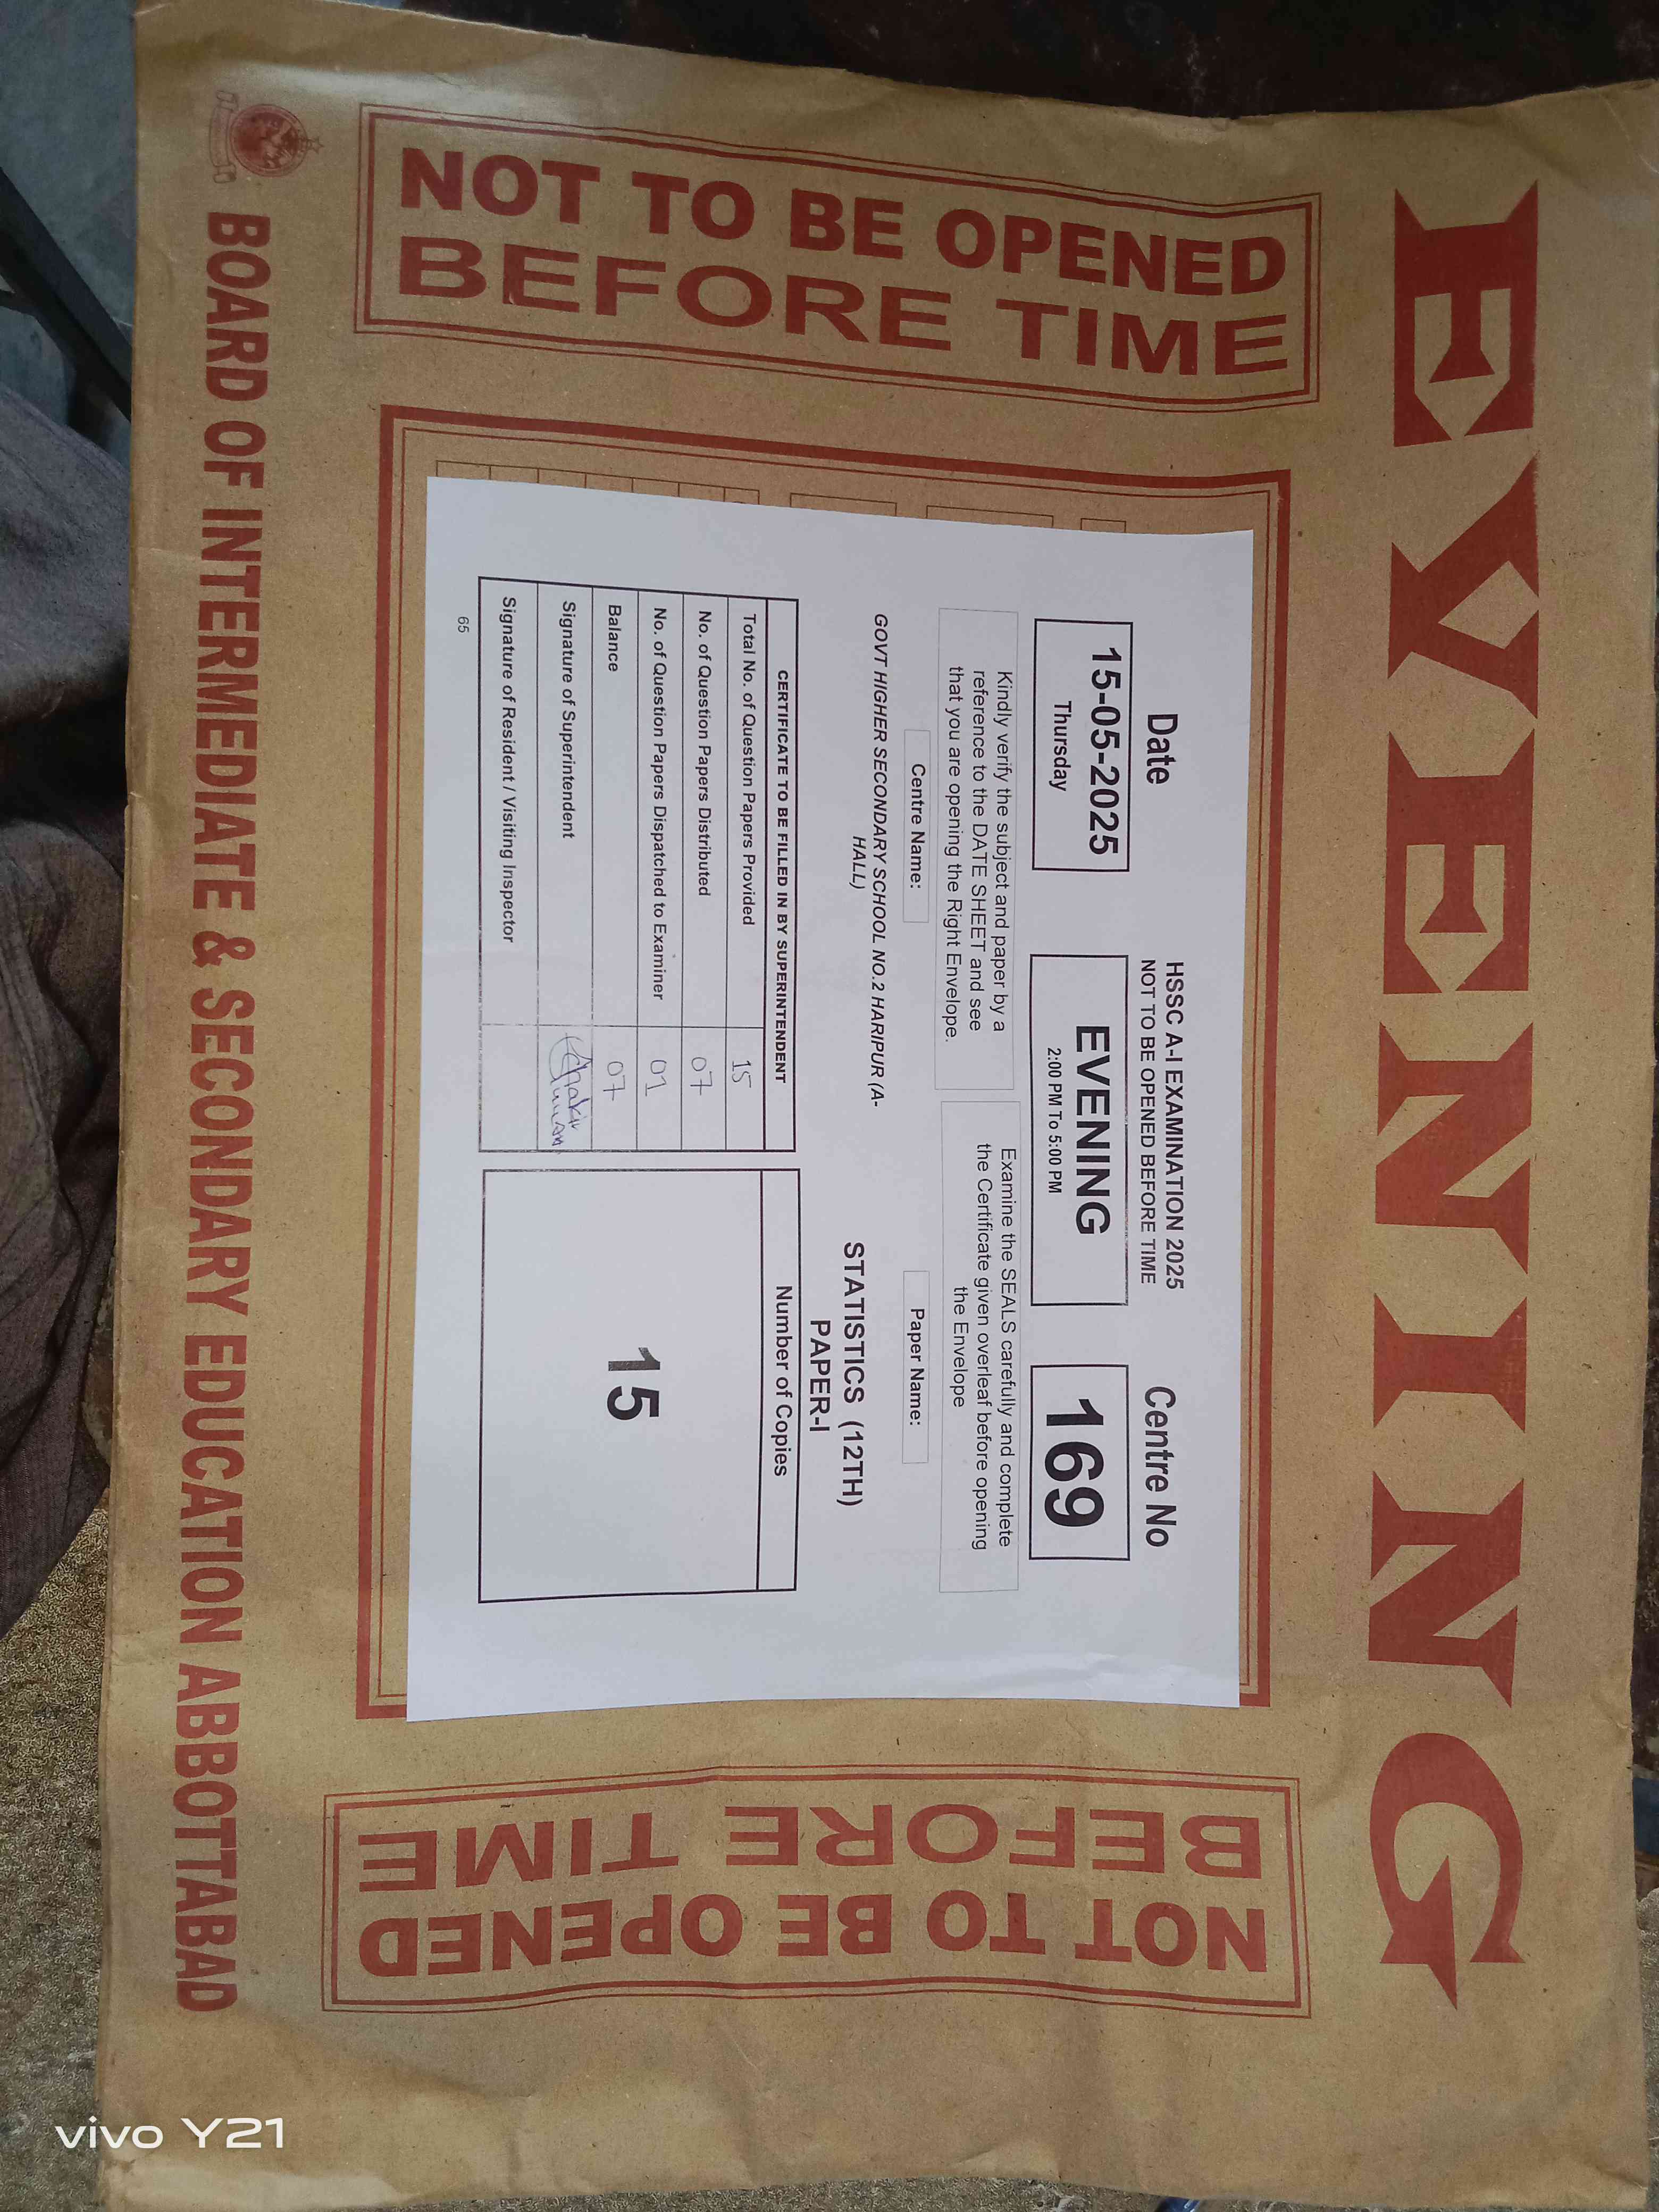 EVENING
NOT TO BE OPENED
BEFORE TIME
Date
15-05-2025
Thursday
HSSC A-I EXAMINATION 2025
NOT TO BE OPENED BEFORE TIME
EVENING
2:00 PM To 5:00 PM
Centre No
169
Kindly verify the subject and paper by a
reference to the DATE SHEET and see
that you are opening the Right Envelope.
Examine the SEALS carefully and complete
the Certificate given overleaf before opening
the Envelope
Centre Name:
GOVT HIGHER SECONDARY SCHOOL NO.2 HARIPUR (A-
HALL)
Paper Name:
STATISTICS (12TH)
PAPER-I
CERTIFICATE TO BE FILLED IN BY SUPERINTENDENT
Total No. of Question Papers Provided 15
No. of Question Papers Distributed 07
No. of Question Papers Dispatched to Examiner 01
Balance 07
Signature of Superintendent
Signature of Resident / Visiting Inspector
Number of Copies
15
65
NOT TO BE OPENED
BEFORE TIME
BOARD OF INTERMEDIATE & SECONDARY EDUCATION ABBOTTABAD
vivo Y21